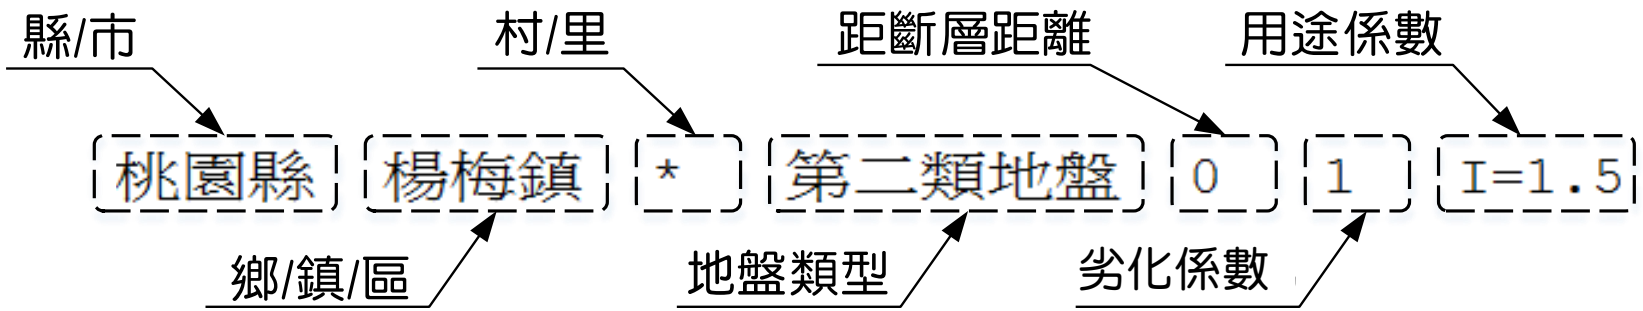 縣/市
村/里
距斷層距離
用途係數
桃園縣 楊梅鎮 * 第二類地盤 0 1 I=1.5
鄉/鎮/區
地盤類型
劣化係數